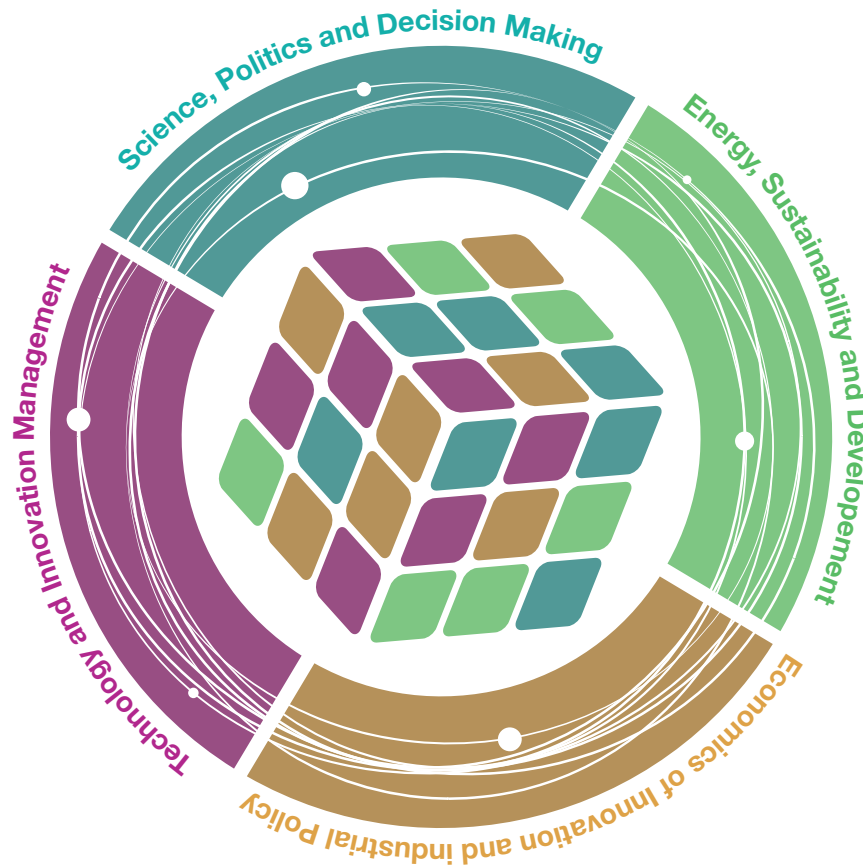 Science, Politics and Decision Making
Energy, Sustainability and Developement
Economics of Innovation and industrial Policy
Technology and Innovation Management